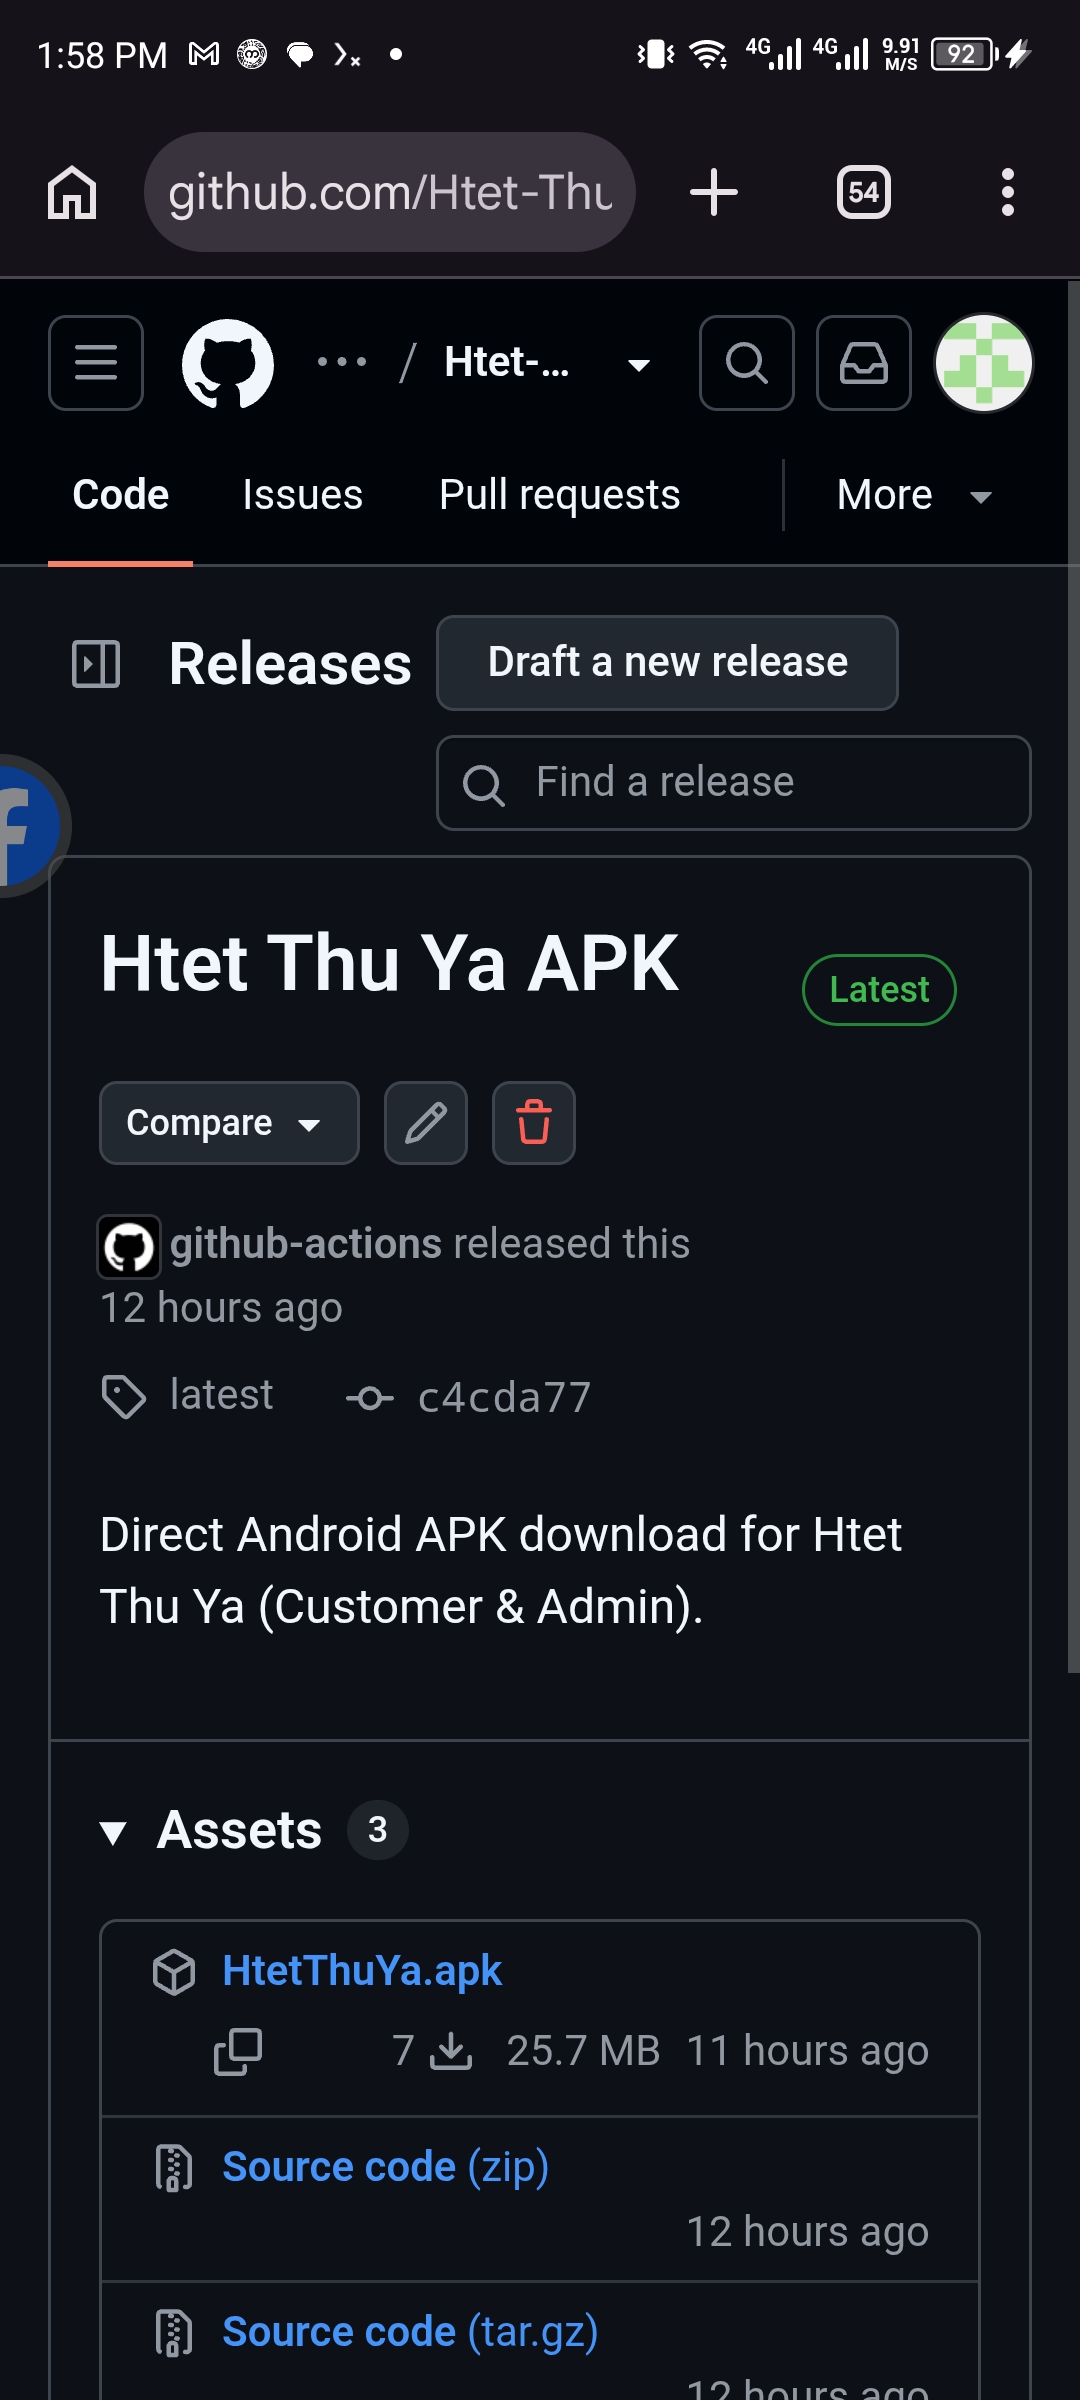 1:58 PM 4G 4G 9.91 M/S 92
github.com/Htet-Thu 54
... / Htet-...
Code Issues Pull requests More
Releases Draft a new release
Find a release
Htet Thu Ya APK Latest
Compare
github-actions released this
12 hours ago
latest c4cda77
Direct Android APK download for Htet
Thu Ya (Customer & Admin).
Assets 3
HtetThuYa.apk
7 25.7 MB 11 hours ago
Source code (zip)
12 hours ago
Source code (tar.gz)
12 hours ago